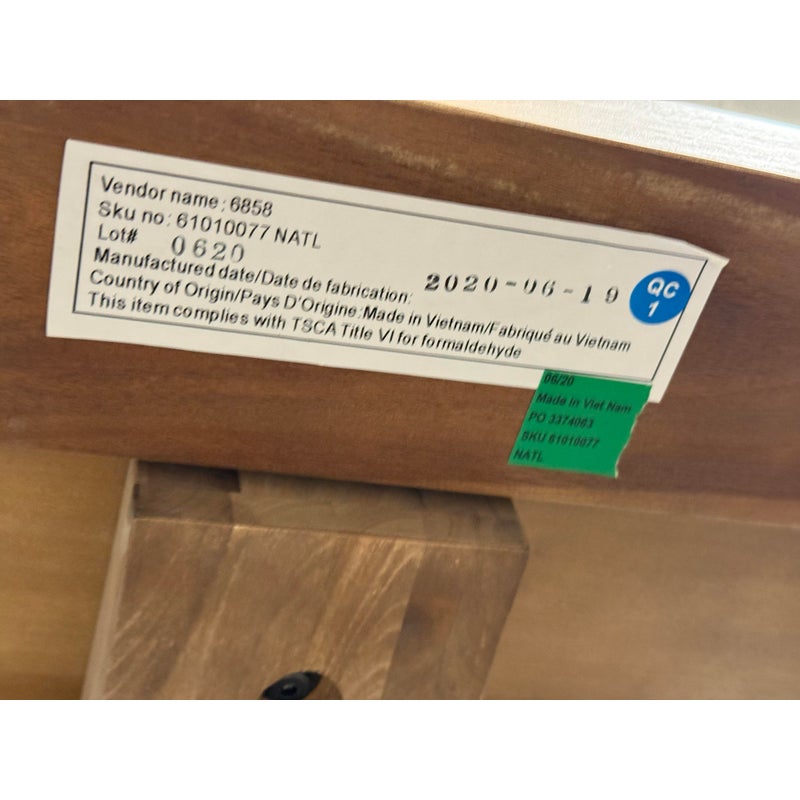 Vendor name: 6858
Sku no: 61010077 NATL
Lot# 0620
Manufactured date/Date de fabrication: 2020-06-19
Country of Origin/Pays D'Origine:Made in Vietnam/Fabriqué au Vietnam
This item complies with TSCA Title VI for formaldehyde
QC
1
06/20
Made in Viet Nam
PO 3374063
SKU 61010077
NATL